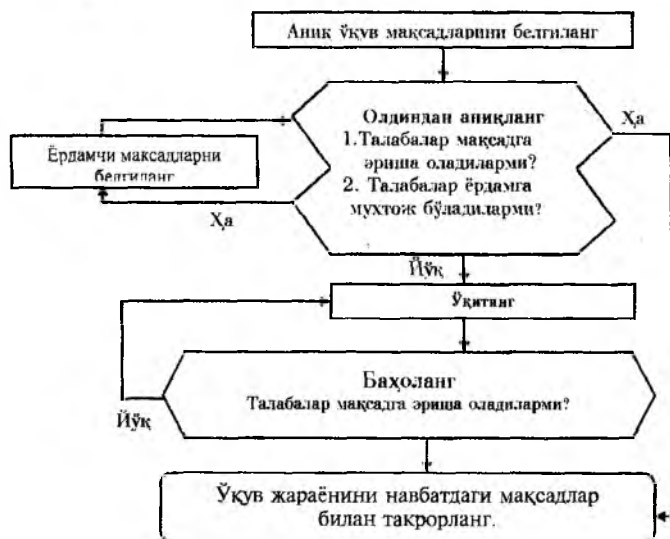 Аниқ ўқув мақсадларини белгиланг
Олдиндан аниқланг
Ҳа
1.Талабалар мақсадга
эриша оладиларми?
2. Талабалар ёрдамга
мухтож бўладиларми?
Ёрдамчи мақсадларни
белгиланг
Ҳа
Йўқ
Ўқитинг
Баҳоланг
Талабалар мақсадга эриша оладиларми?
Йўқ
Ўқув жараёнини навбатдаги мақсадлар
билан такрорланг.